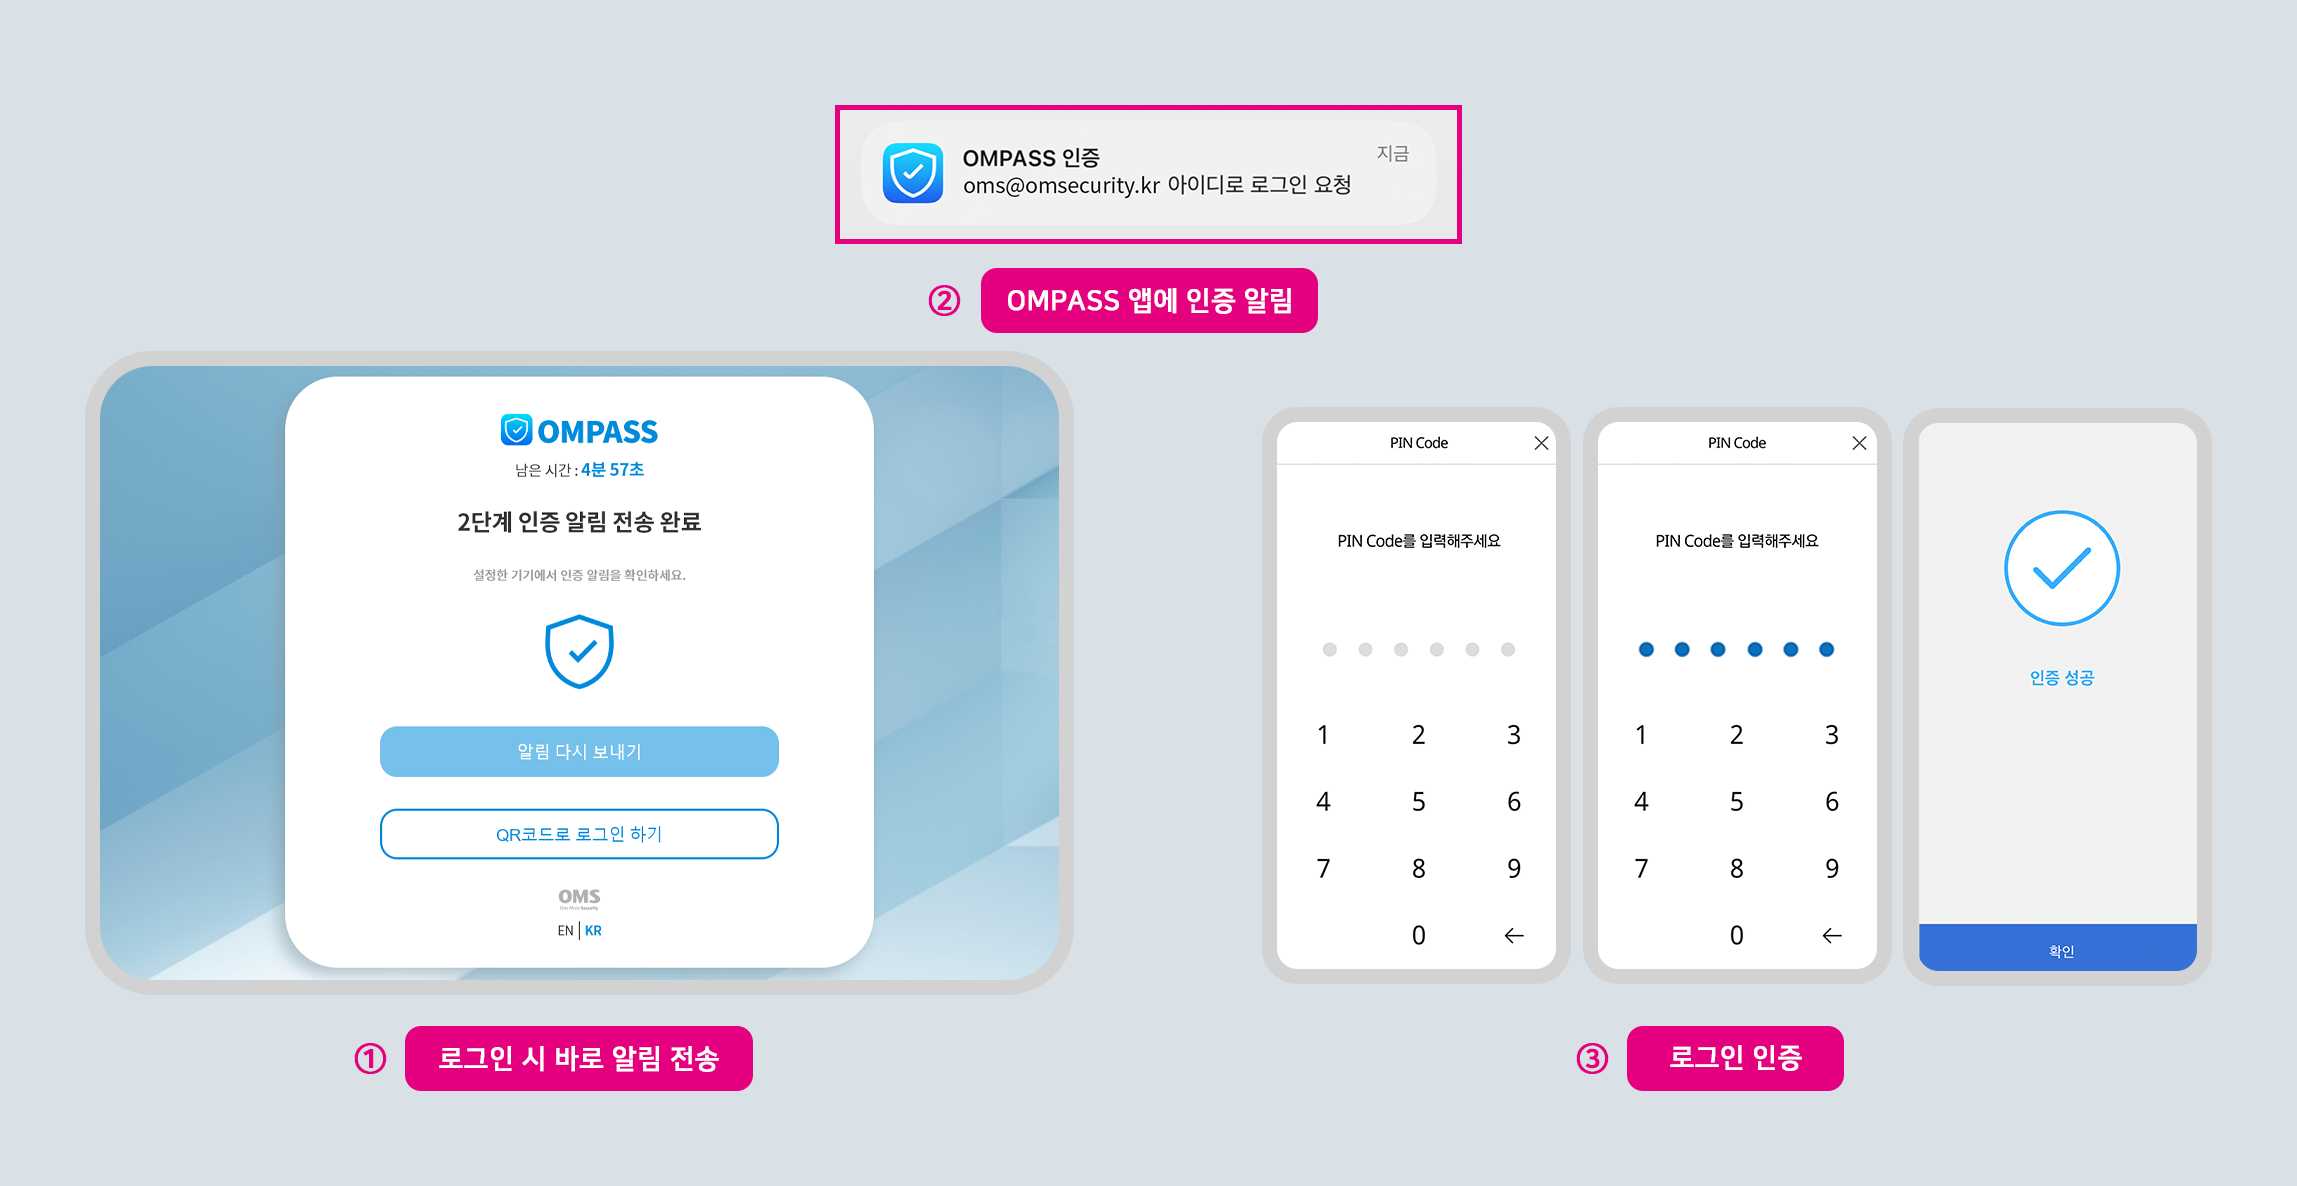 OMPASS 인증
지금
oms@omsecurity.kr 아이디로 로그인 요청
② OMPASS 앱에 인증 알림
OMPASS
남은 시간 : 4분 57초
2단계 인증 알림 전송 완료
설정한 기기에서 인증 알림을 확인하세요.
알림 다시 보내기
QR코드로 로그인 하기
OMS
One More Security
EN | KR
① 로그인 시 바로 알림 전송
PIN Code
PIN Code를 입력해주세요
1 2 3
4 5 6
7 8 9
0 ←
PIN Code
PIN Code를 입력해주세요
1 2 3
4 5 6
7 8 9
0 ←
인증 성공
확인
③ 로그인 인증